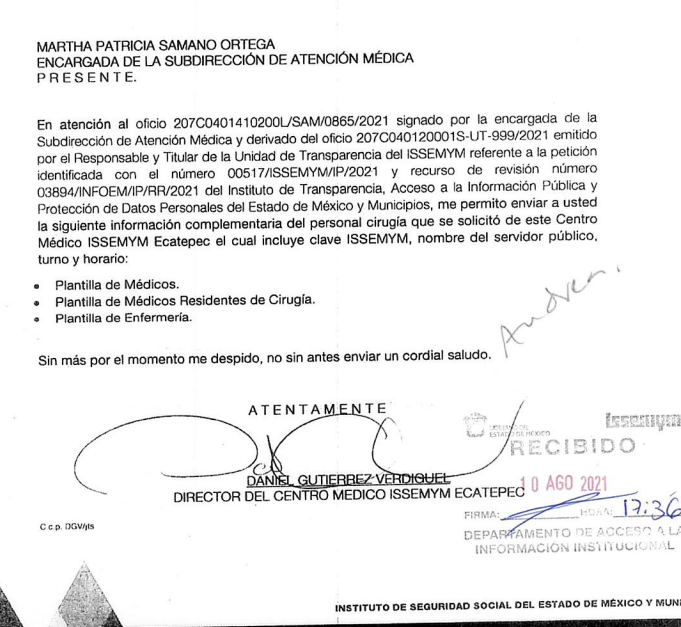 MARTHA PATRICIA SAMANO ORTEGA
ENCARGADA DE LA SUBDIRECCIÓN DE ATENCIÓN MÉDICA
P R E S E N T E.
En atención al oficio 207C0401410200L/SAM/0865/2021 signado por la encargada de la
Subdirección de Atención Médica y derivado del oficio 207C040120001S-UT-999/2021 emitido
por el Responsable y Titular de la Unidad de Transparencia del ISSEMYM referente a la petición
identificada con el número 00517/ISSEMYM/IP/2021 y recurso de revisión número
03894/INFOEM/IP/RR/2021 del Instituto de Transparencia, Acceso a la Información Pública y
Protección de Datos Personales del Estado de México y Municipios, me permito enviar a usted
la siguiente información complementaria del personal cirugía que se solicitó de este Centro
Médico ISSEMYM Ecatepec el cual incluye clave ISSEMYM, nombre del servidor público,
turno y horario:
• Plantilla de Médicos.
• Plantilla de Médicos Residentes de Cirugía.
• Plantilla de Enfermería.
Andrea.
Sin más por el momento me despido, no sin antes enviar un cordial saludo.
A T E N T A M E N T E
GOBIERNO DEL
ESTADO DE MÉXICO
issemym
RECIBIDO
DANIEL GUTIERREZ VERDIGUEL
DIRECTOR DEL CENTRO MEDICO ISSEMYM ECATEPEC
10 AGO 2021
FIRMA: HORA: 17:36
C c.p. DGV/jls
DEPARTAMENTO DE ACCESO A LA
INFORMACIÓN INSTITUCIONAL
INSTITUTO DE SEGURIDAD SOCIAL DEL ESTADO DE MÉXICO Y MUNI